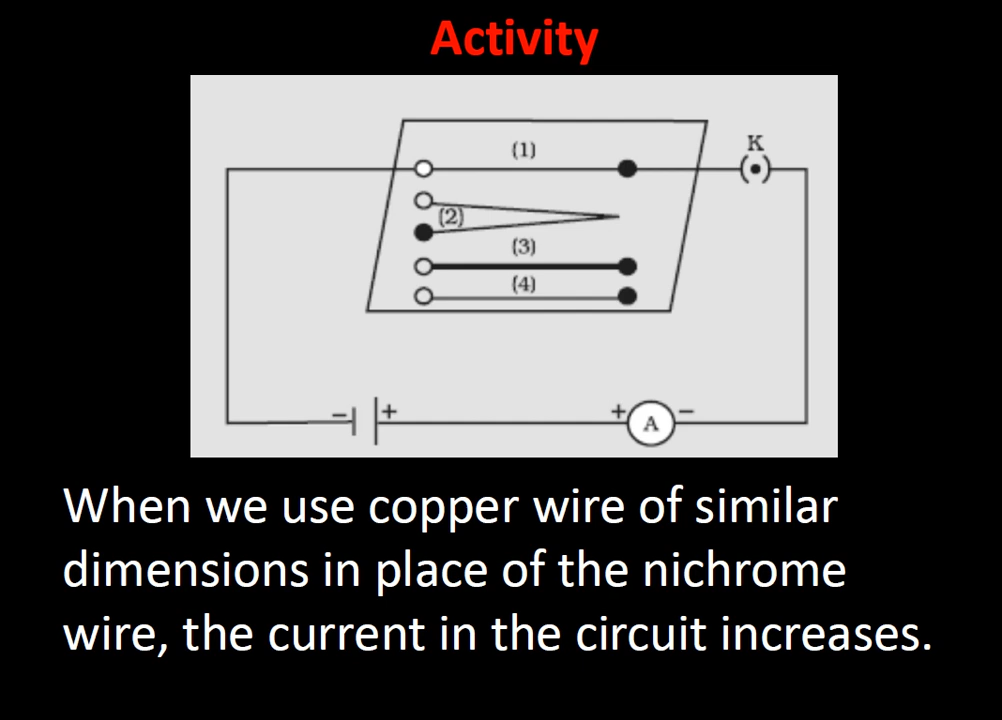 Activity
(1)
K
(2)
(3)
(4)
− + + A −
When we use copper wire of similar
dimensions in place of the nichrome
wire, the current in the circuit increases.